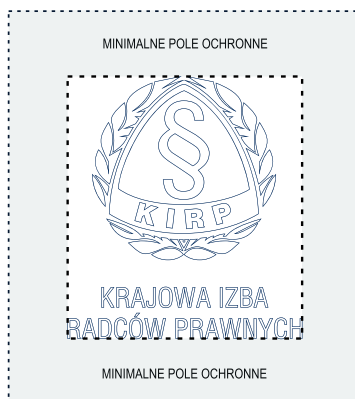 MINIMALNE POLE OCHRONNE
§
KIRP
KRAJOWA IZBA
RADCÓW PRAWNYCH
MINIMALNE POLE OCHRONNE